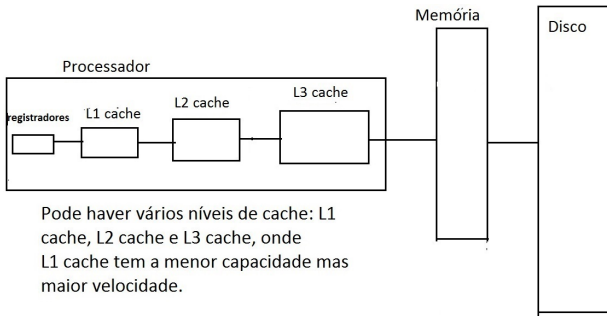 Memória
Disco
Processador
registradores
L1 cache
L2 cache
L3 cache
Pode haver vários níveis de cache: L1
cache, L2 cache e L3 cache, onde
L1 cache tem a menor capacidade mas
maior velocidade.